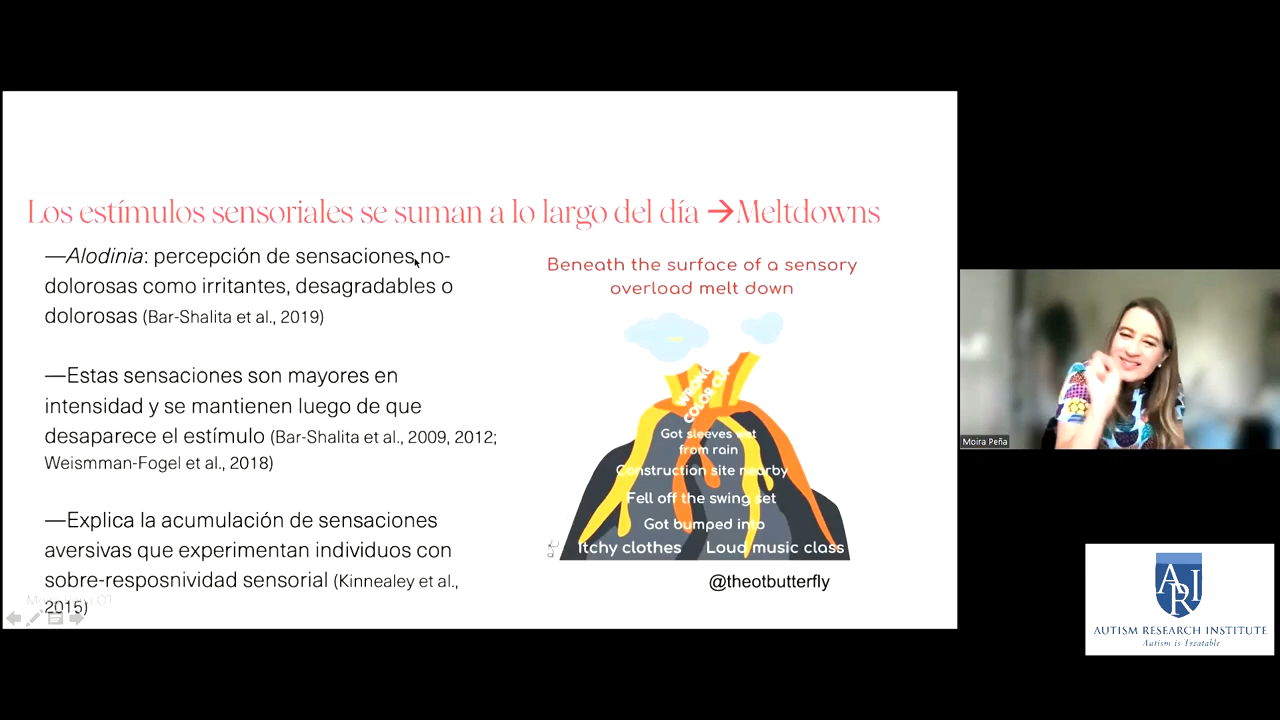 Los estímulos sensoriales se suman a lo largo del día →Meltdowns
—Alodinia: percepción de sensaciones no-
dolorosas como irritantes, desagradables o
dolorosas (Bar-Shalita et al., 2019)
—Estas sensaciones son mayores en
intensidad y se mantienen luego de que
desaparece el estímulo (Bar-Shalita et al., 2009, 2012;
Weismman-Fogel et al., 2018)
—Explica la acumulación de sensaciones
aversivas que experimentan individuos con
sobre-resposnividad sensorial (Kinnealey et al.,
2015)
Beneath the surface of a sensory
overload melt down
WRONG
COLOR
Got sleeves wet
from rain
Construction site nearby
Fell off the swing set
Got bumped into
Itchy clothes Loud music class
@theotbutterfly
Moira Peña
ARI
AUTISM RESEARCH INSTITUTE
Autism is Treatable